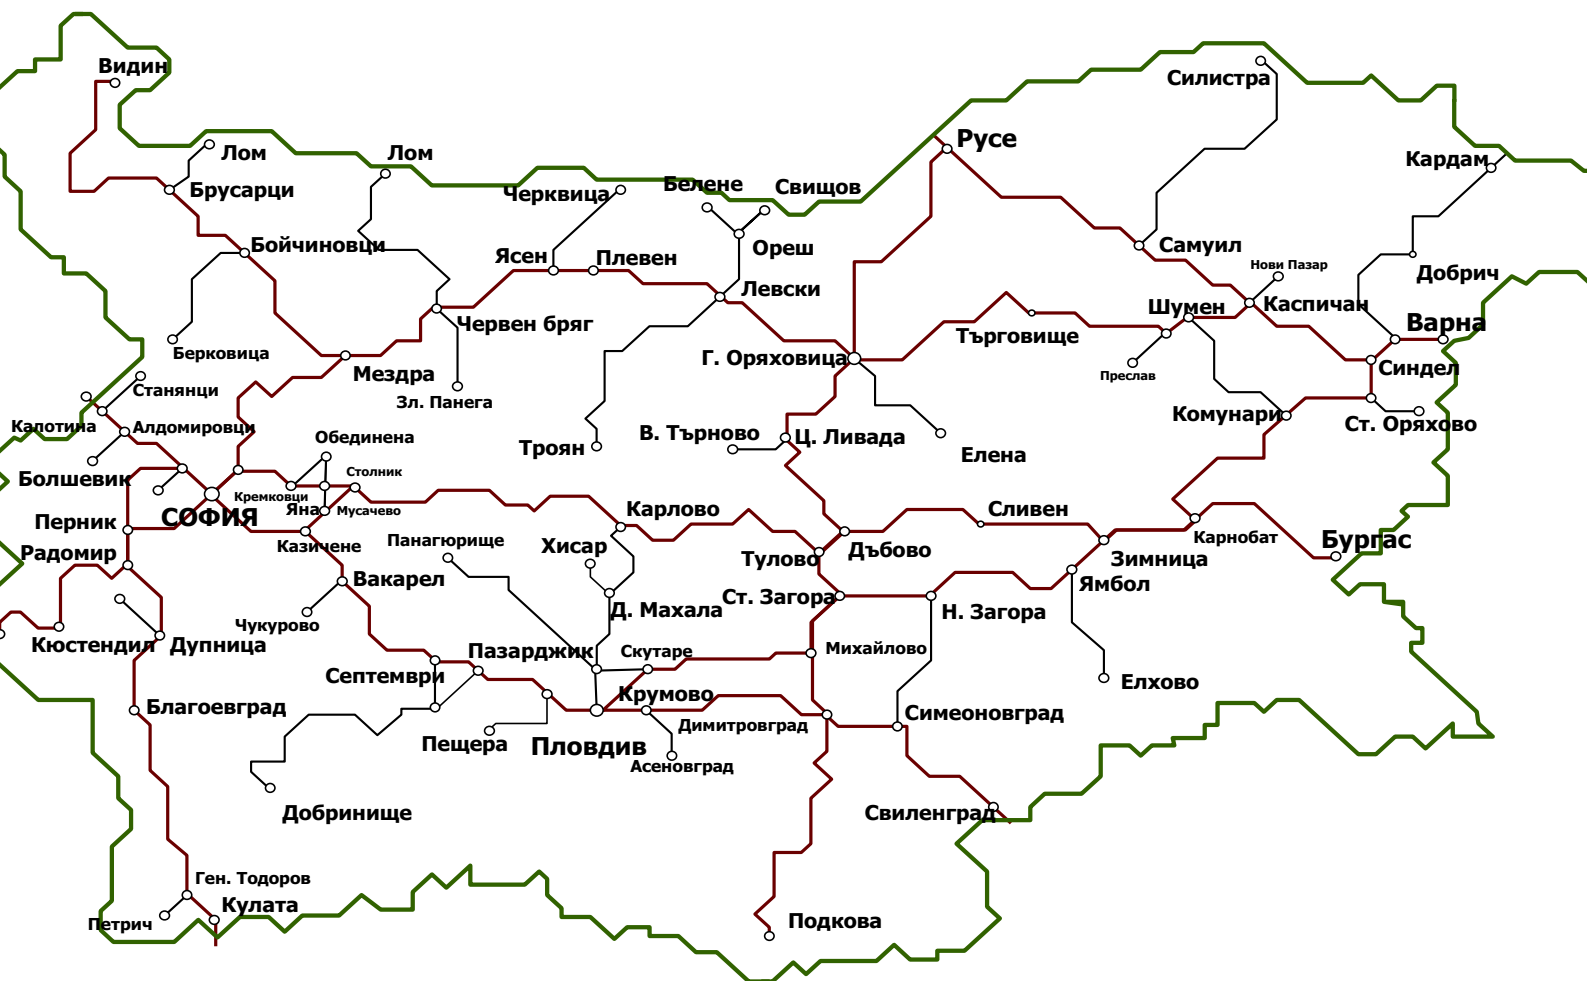 Видин
Силистра
Русе
Лом
Лом
Кардам
Брусарци
Черквица
Белене
Свищов
Бойчиновци
Ясен
Плевен
Ореш
Самуил
Нови Пазар
Добрич
Левски
Шумен
Каспичан
Червен бряг
Търговище
Варна
Берковица
Мездра
Г. Оряховица
Преслав
Синдел
Станянци
Зл. Панега
Калотина
Алдомировци
Обединена
Троян
В. Търново
Ц. Ливада
Елена
Комунари
Ст. Оряхово
Болшевик
Столник
Кремковци
Яна
Мусачево
СОФИЯ
Перник
Карлово
Сливен
Радомир
Казичене
Панагюрище
Хисар
Тулово
Дъбово
Зимница
Карнобат
Бургас
Вакарел
Ямбол
Чукурово
Д. Махала
Ст. Загора
Н. Загора
Кюстендил
Дупница
Пазарджик
Скутаре
Михайлово
Септември
Елхово
Благоевград
Крумово
Димитровград
Симеоновград
Пещера
Пловдив
Асеновград
Добринище
Свиленград
Ген. Тодоров
Петрич
Кулата
Подкова